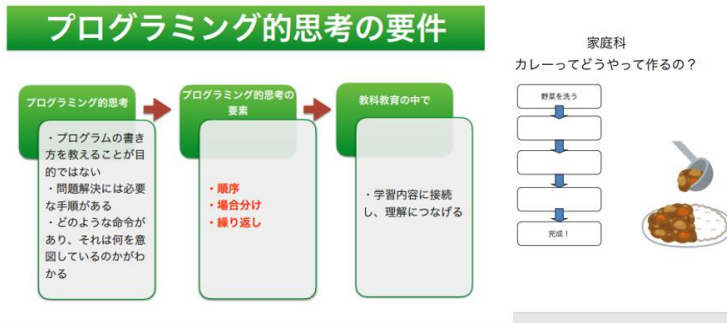 プログラミング的思考の要件
プログラミング的思考
・プログラムの書き
方を教えることが目
的ではない
・問題解決には必要
な手順がある
・どのような命令が
あり、それは何を意
図しているのかがわ
かる
プログラミング的思考の
要素
・順序
・場合分け
・繰り返し
教科教育の中で
・学習内容に接続
し、理解につなげる
家庭科
カレーってどうやって作るの？
野菜を洗う
完成！